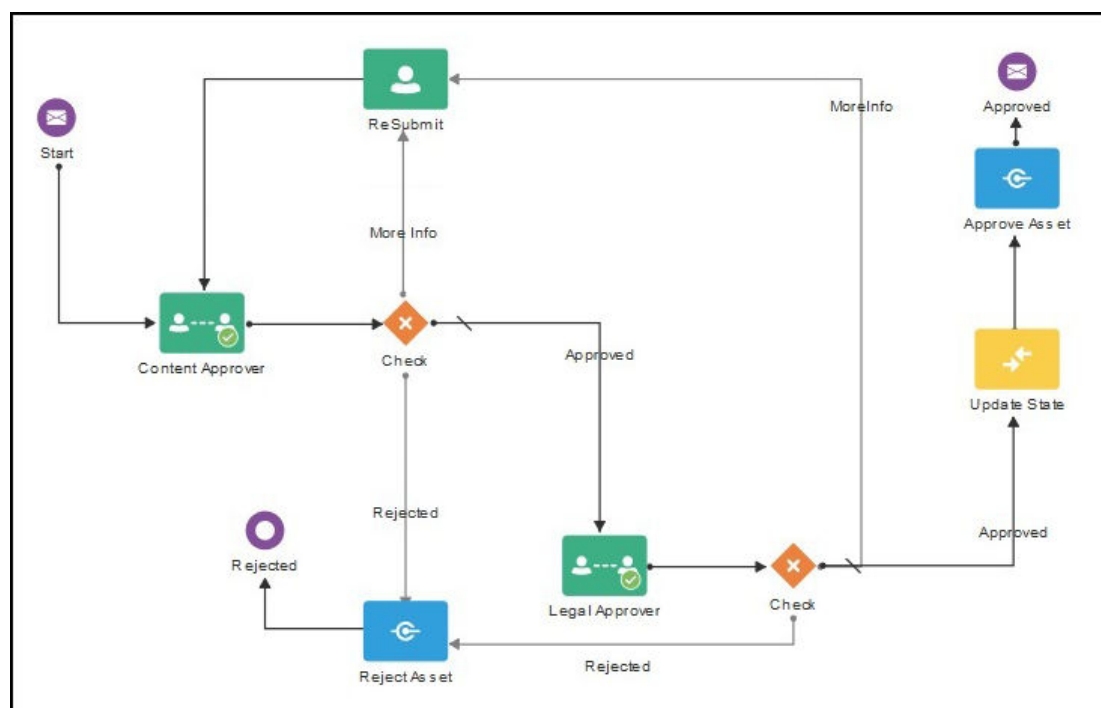 ReSubmit
MoreInfo
Approved
Start
Approve Asset
More Info
Content Approver
Check
Approved
Update State
Rejected
Approved
Rejected
Legal Approver
Check
Reject Asset
Rejected